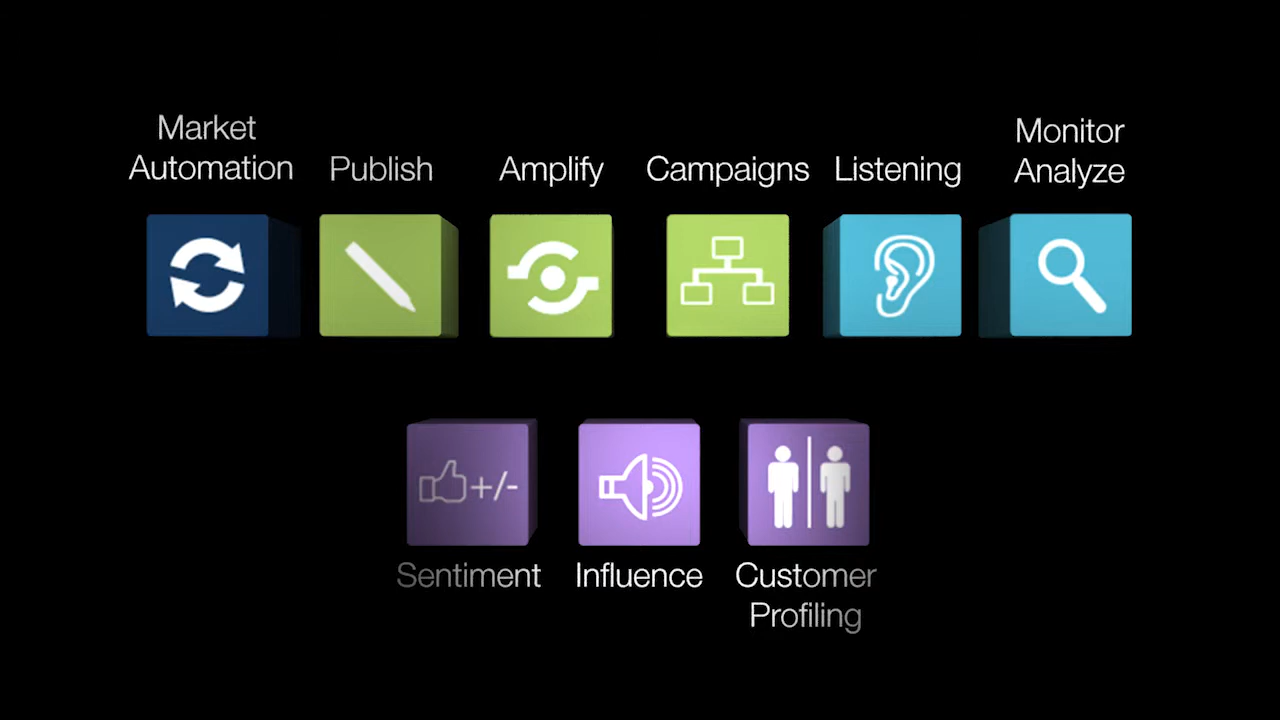 Market
Automation
Publish
Amplify
Campaigns
Listening
Monitor
Analyze
+/-
Sentiment
Influence
Customer
Profiling